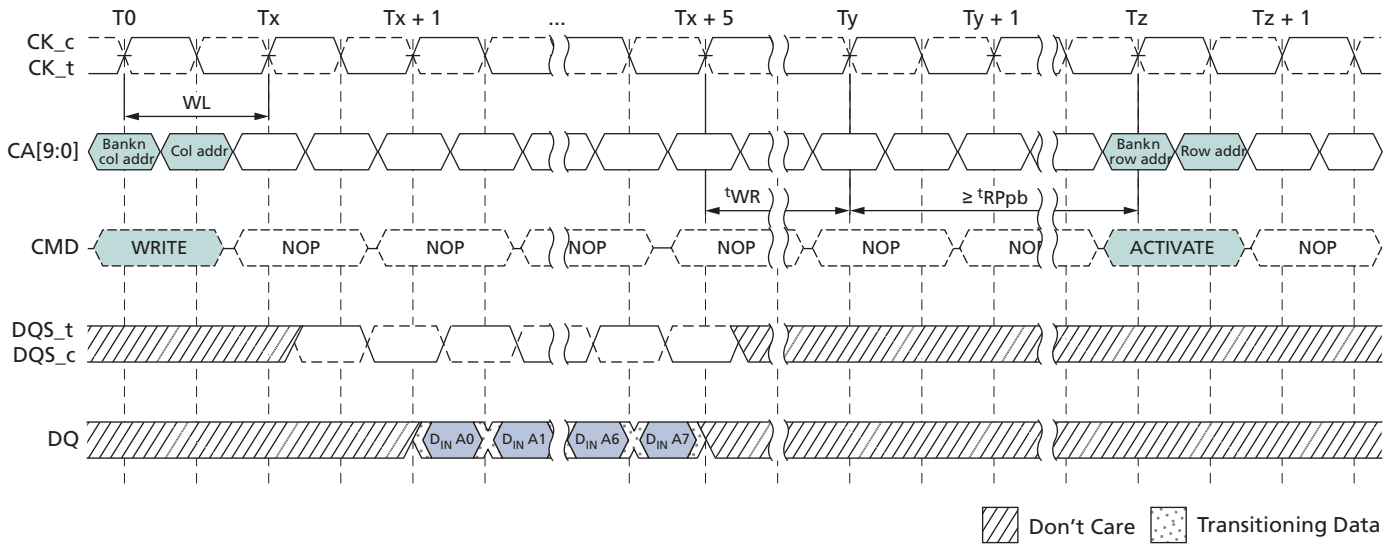 T0 Tx Tx + 1 ... Tx + 5 Ty Ty + 1 Tz Tz + 1
CK_c
CK_t
WL
CA[9:0] Bankn col addr Col addr Bankn row addr Row addr
tWR ≥ tRPpb
CMD WRITE NOP NOP NOP NOP NOP NOP ACTIVATE NOP
DQS_t
DQS_c
DQ DIN A0 DIN A1 DIN A6 DIN A7
Don't Care Transitioning Data